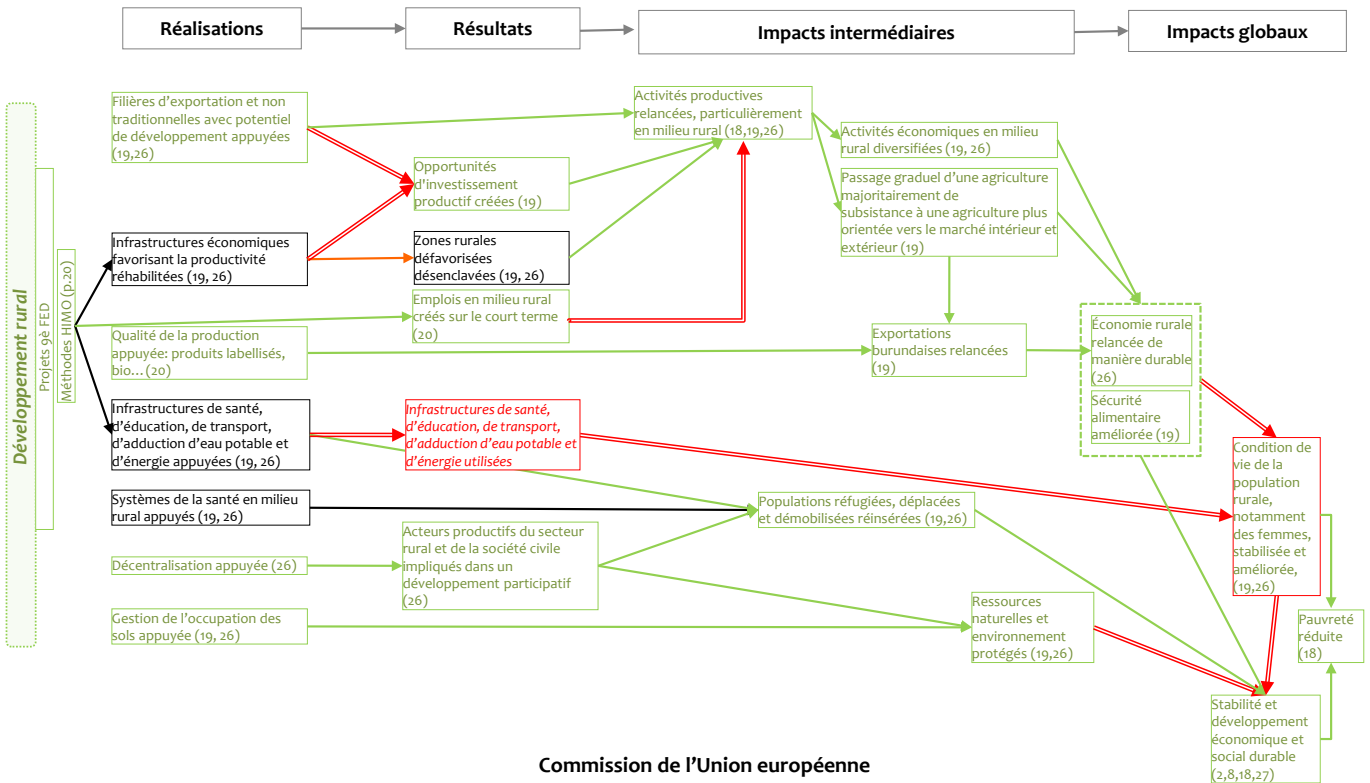 Réalisations
Résultats
Impacts intermédiaires
Impacts globaux
Développement rural
Projets 9è FED
Méthodes HIMO (p.20)
Filières d'exportation et non
traditionnelles avec potentiel
de développement appuyées
(19,26)
Infrastructures économiques
favorisant la productivité
réhabilitées (19, 26)
Qualité de la production
appuyée: produits labellisés,
bio… (20)
Infrastructures de santé,
d'éducation, de transport,
d'adduction d'eau potable et
d'énergie appuyées (19, 26)
Systèmes de la santé en milieu
rural appuyés (19, 26)
Décentralisation appuyée (26)
Gestion de l'occupation des
sols appuyée (19, 26)
Opportunités
d'investissement
productif créées (19)
Zones rurales
défavorisées
désenclavées (19, 26)
Emplois en milieu rural
créés sur le court terme
(20)
Infrastructures de santé,
d'éducation, de transport,
d'adduction d'eau potable et
d'énergie utilisées
Acteurs productifs du secteur
rural et de la société civile
impliqués dans un
développement participatif
(26)
Activités productives
relancées, particulièrement
en milieu rural (18,19,26)
Activités économiques en milieu
rural diversifiées (19, 26)
Passage graduel d'une agriculture
majoritairement de
subsistance à une agriculture plus
orientée vers le marché intérieur et
extérieur (19)
Exportations
burundaises relancées
(19)
Populations réfugiées, déplacées
et démobilisées réinsérées (19,26)
Ressources
naturelles et
environnement
protégés (19,26)
Économie rurale
relancée de
manière durable
(26)
Sécurité
alimentaire
améliorée (19)
Condition de
vie de la
population
rurale,
notamment
des femmes,
stabilisée et
améliorée,
(19,26)
Pauvreté
réduite
(18)
Stabilité et
développement
économique et
social durable
(2,8,18,27)
Commission de l'Union européenne